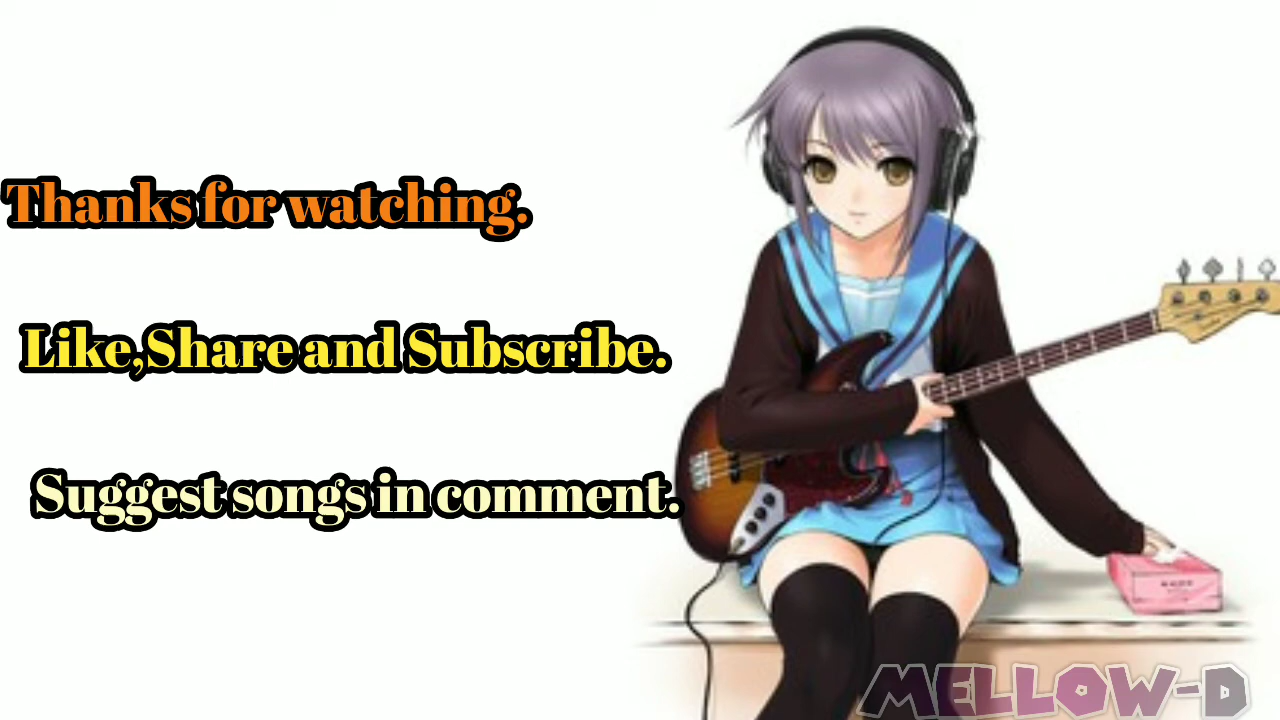 Thanks for watching.
Like,Share and Subscribe.
Suggest songs in comment.
MELLOW-D